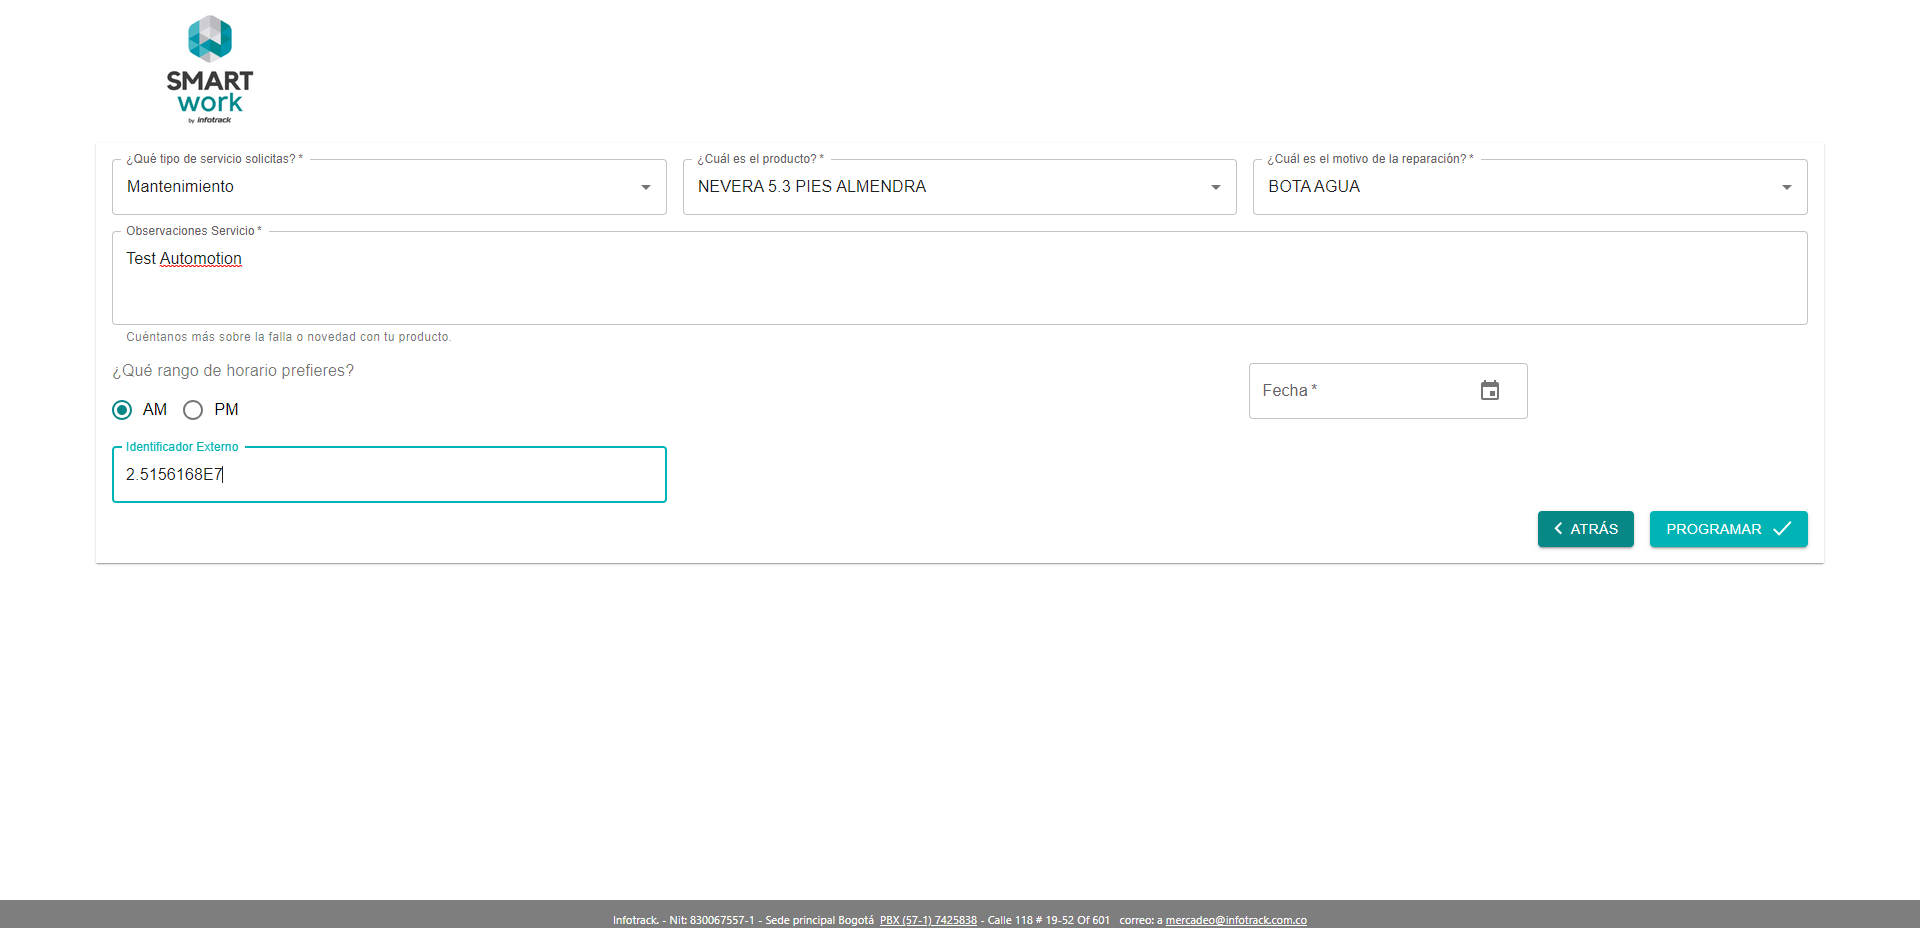 SMART
work
by infotrack
¿Qué tipo de servicio solicitas? *
Mantenimiento
¿Cuál es el producto? *
NEVERA 5.3 PIES ALMENDRA
¿Cuál es el motivo de la reparación? *
BOTA AGUA
Observaciones Servicio *
Test Automotion
Cuéntanos más sobre la falla o novedad con tu producto.
¿Qué rango de horario prefieres?
AM PM
Fecha *
Identificador Externo
2.5156168E7
ATRÁS PROGRAMAR
Infotrack. - Nit: 830067557-1 - Sede principal Bogotá PBX (57-1) 7425838 - Calle 118 # 19-52 Of 601 correo: a mercadeo@infotrack.com.co